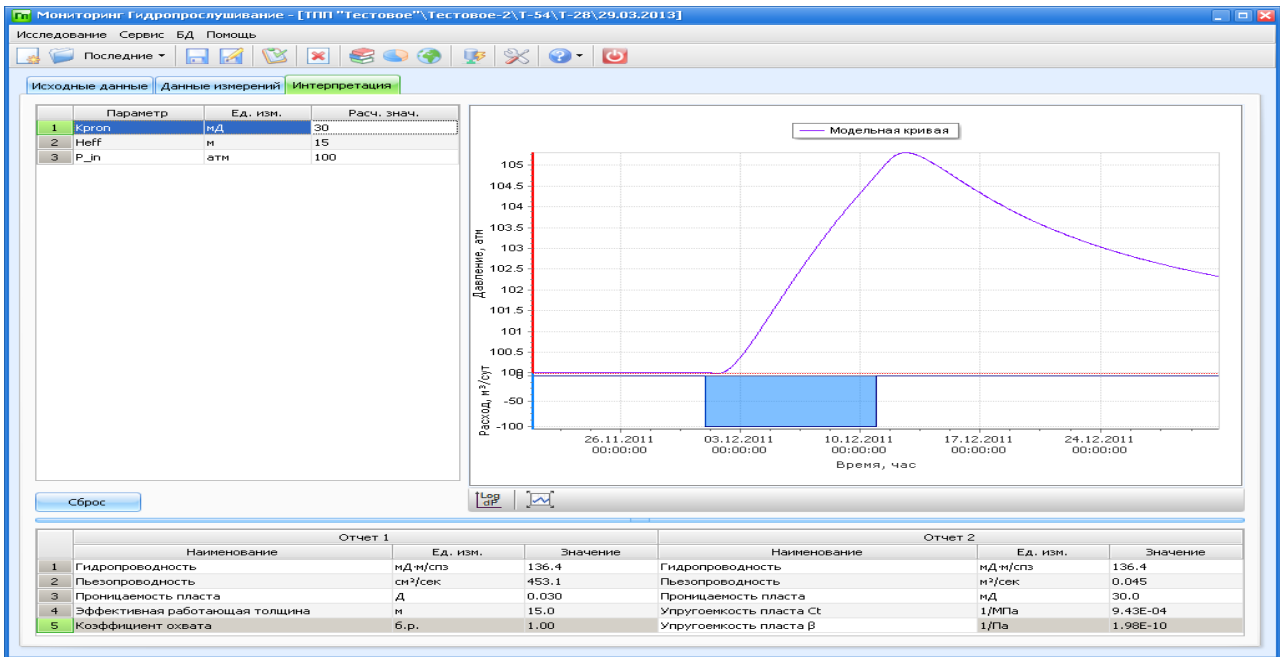 Гп Мониторинг Гидропрослушивание - [ТПП "Тестовое"\Тестовое-2\Т-54\Т-28\29.03.2013]
Исследование Сервис БД Помощь
Последние
Исходные данные Данные измерений Интерпретация
Параметр Ед. изм. Расч. знач.
1 Kpron мД 30
2 Heff м 15
3 P_in атм 100
Модельная кривая
Давление, атм
105
104.5
104
103.5
103
102.5
102
101.5
101
100.5
Расход, м³/сут
-50
-100
26.11.2011 03.12.2011 10.12.2011 17.12.2011 24.12.2011
00:00:00 00:00:00 00:00:00 00:00:00 00:00:00
Время, час
Сброс
Log
dP
Отчет 1 Отчет 2
Наименование Ед. изм. Значение Наименование Ед. изм. Значение
1 Гидропроводность мД·м/спз 136.4 Гидропроводность мД·м/спз 136.4
2 Пьезопроводность см²/сек 453.1 Пьезопроводность м²/сек 0.045
3 Проницаемость пласта Д 0.030 Проницаемость пласта мД 30.0
4 Эффективная работающая толщина м 15.0 Упругоемкость пласта Ct 1/МПа 9.43E-04
5 Коэффициент охвата б.р. 1.00 Упругоемкость пласта β 1/Па 1.98E-10